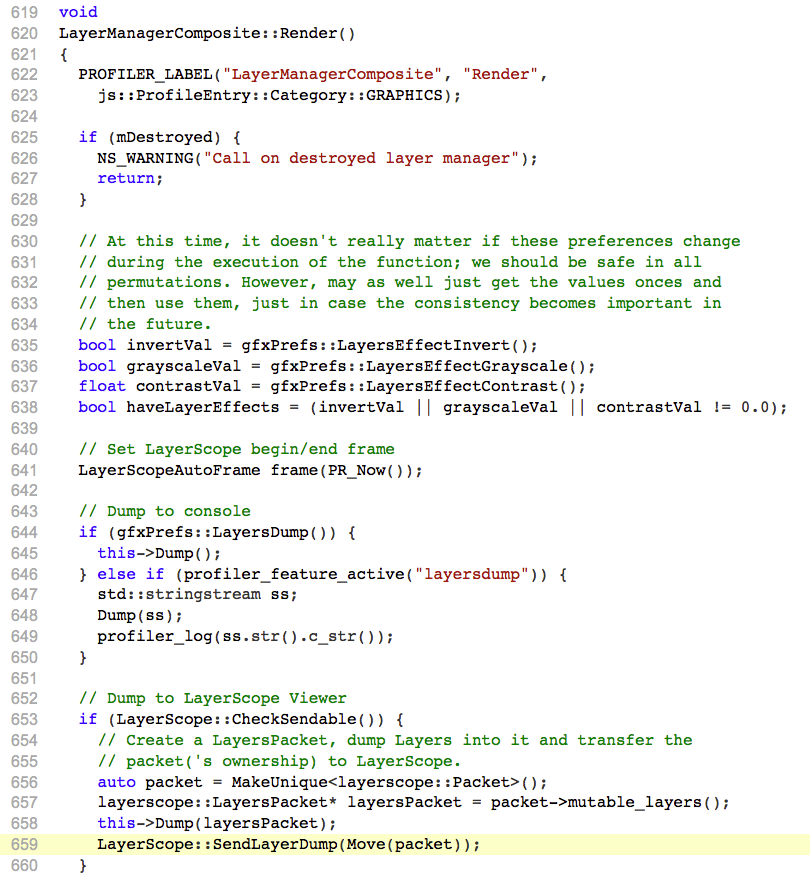 619 void
620 LayerManagerComposite::Render()
621 {
622   PROFILER_LABEL("LayerManagerComposite", "Render",
623     js::ProfileEntry::Category::GRAPHICS);
624
625   if (mDestroyed) {
626     NS_WARNING("Call on destroyed layer manager");
627     return;
628   }
629
630   // At this time, it doesn't really matter if these preferences change
631   // during the execution of the function; we should be safe in all
632   // permutations. However, may as well just get the values onces and
633   // then use them, just in case the consistency becomes important in
634   // the future.
635   bool invertVal = gfxPrefs::LayersEffectInvert();
636   bool grayscaleVal = gfxPrefs::LayersEffectGrayscale();
637   float contrastVal = gfxPrefs::LayersEffectContrast();
638   bool haveLayerEffects = (invertVal || grayscaleVal || contrastVal != 0.0);
639
640   // Set LayerScope begin/end frame
641   LayerScopeAutoFrame frame(PR_Now());
642
643   // Dump to console
644   if (gfxPrefs::LayersDump()) {
645     this->Dump();
646   } else if (profiler_feature_active("layersdump")) {
647     std::stringstream ss;
648     Dump(ss);
649     profiler_log(ss.str().c_str());
650   }
651
652   // Dump to LayerScope Viewer
653   if (LayerScope::CheckSendable()) {
654     // Create a LayersPacket, dump Layers into it and transfer the
655     // packet('s ownership) to LayerScope.
656     auto packet = MakeUnique<layerscope::Packet>();
657     layerscope::LayersPacket* layersPacket = packet->mutable_layers();
658     this->Dump(layersPacket);
659     LayerScope::SendLayerDump(Move(packet));
660   }